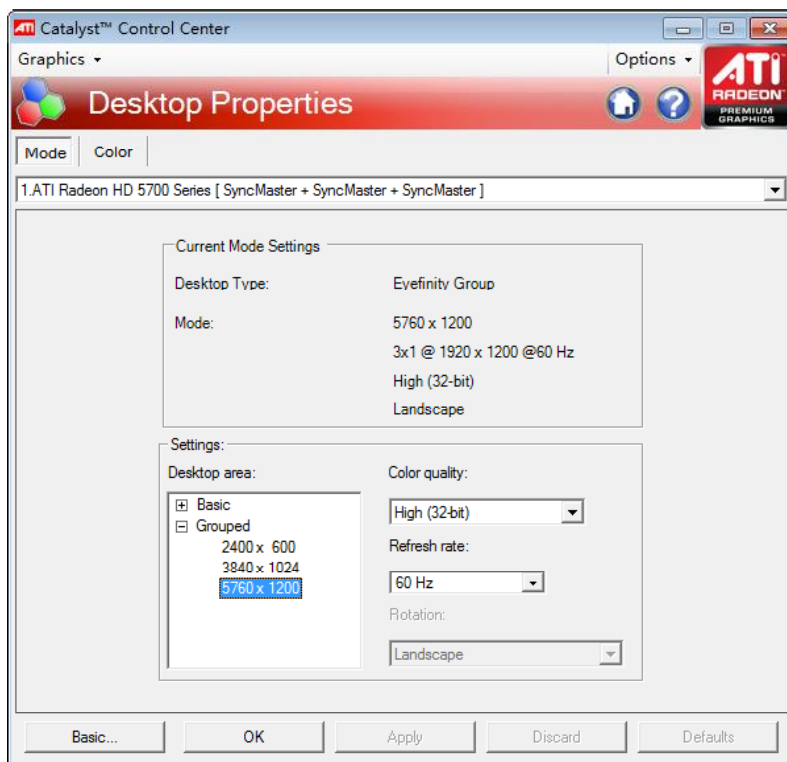 ATI Catalyst™ Control Center
Graphics Options
ATI
RADEON
PREMIUM
GRAPHICS
Desktop Properties
Mode Color
1.ATI Radeon HD 5700 Series [ SyncMaster + SyncMaster + SyncMaster ]
Current Mode Settings
Desktop Type: Eyefinity Group
Mode: 5760 x 1200
3x1 @ 1920 x 1200 @60 Hz
High (32-bit)
Landscape
Settings:
Desktop area: Color quality:
Basic
High (32-bit)
Grouped
2400 x 600
Refresh rate:
3840 x 1024
5760 x 1200
60 Hz
Rotation:
Landscape
Basic... OK Apply Discard Defaults